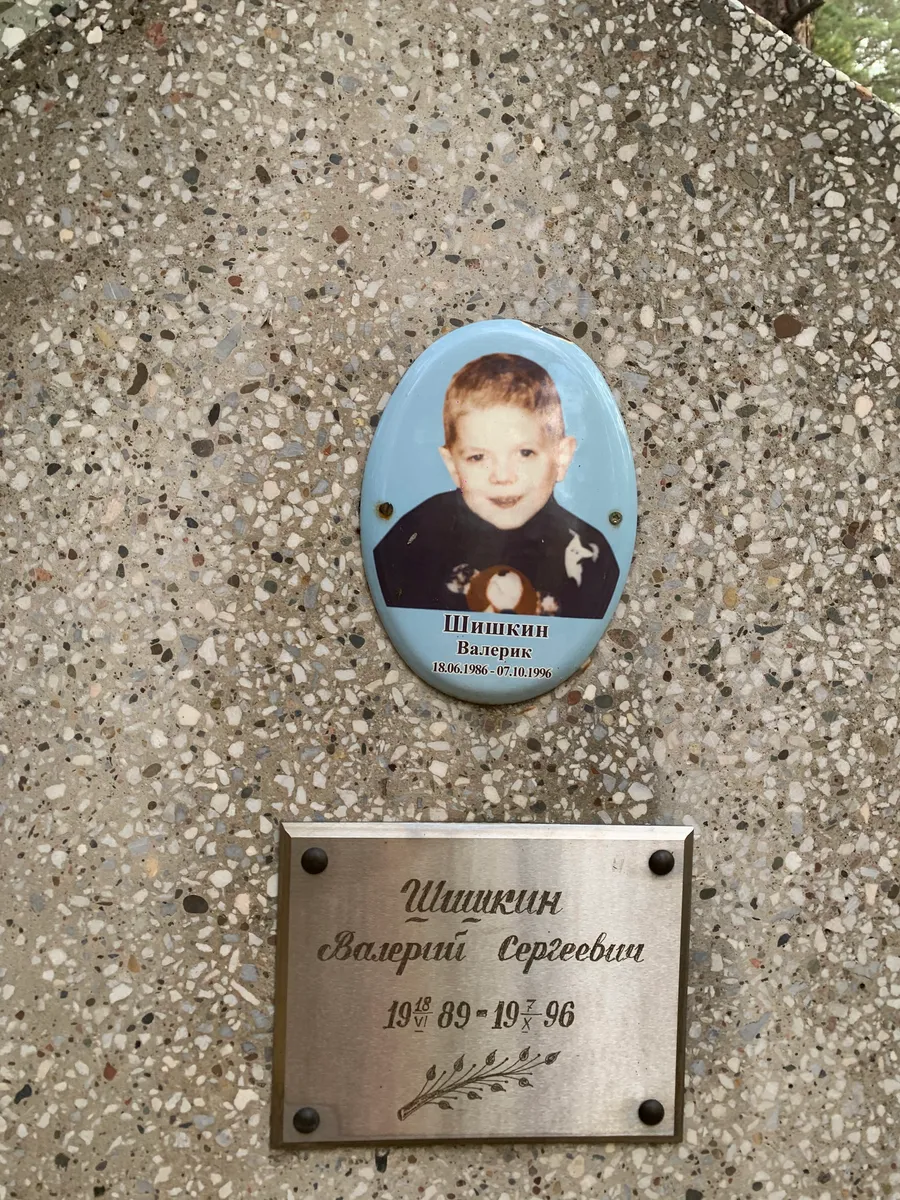 Шишкин
Валерик
18.06.1986 - 07.10.1996
Шишкин
Валерий Сергеевич
19 18/VI 89 - 19 7/X 96